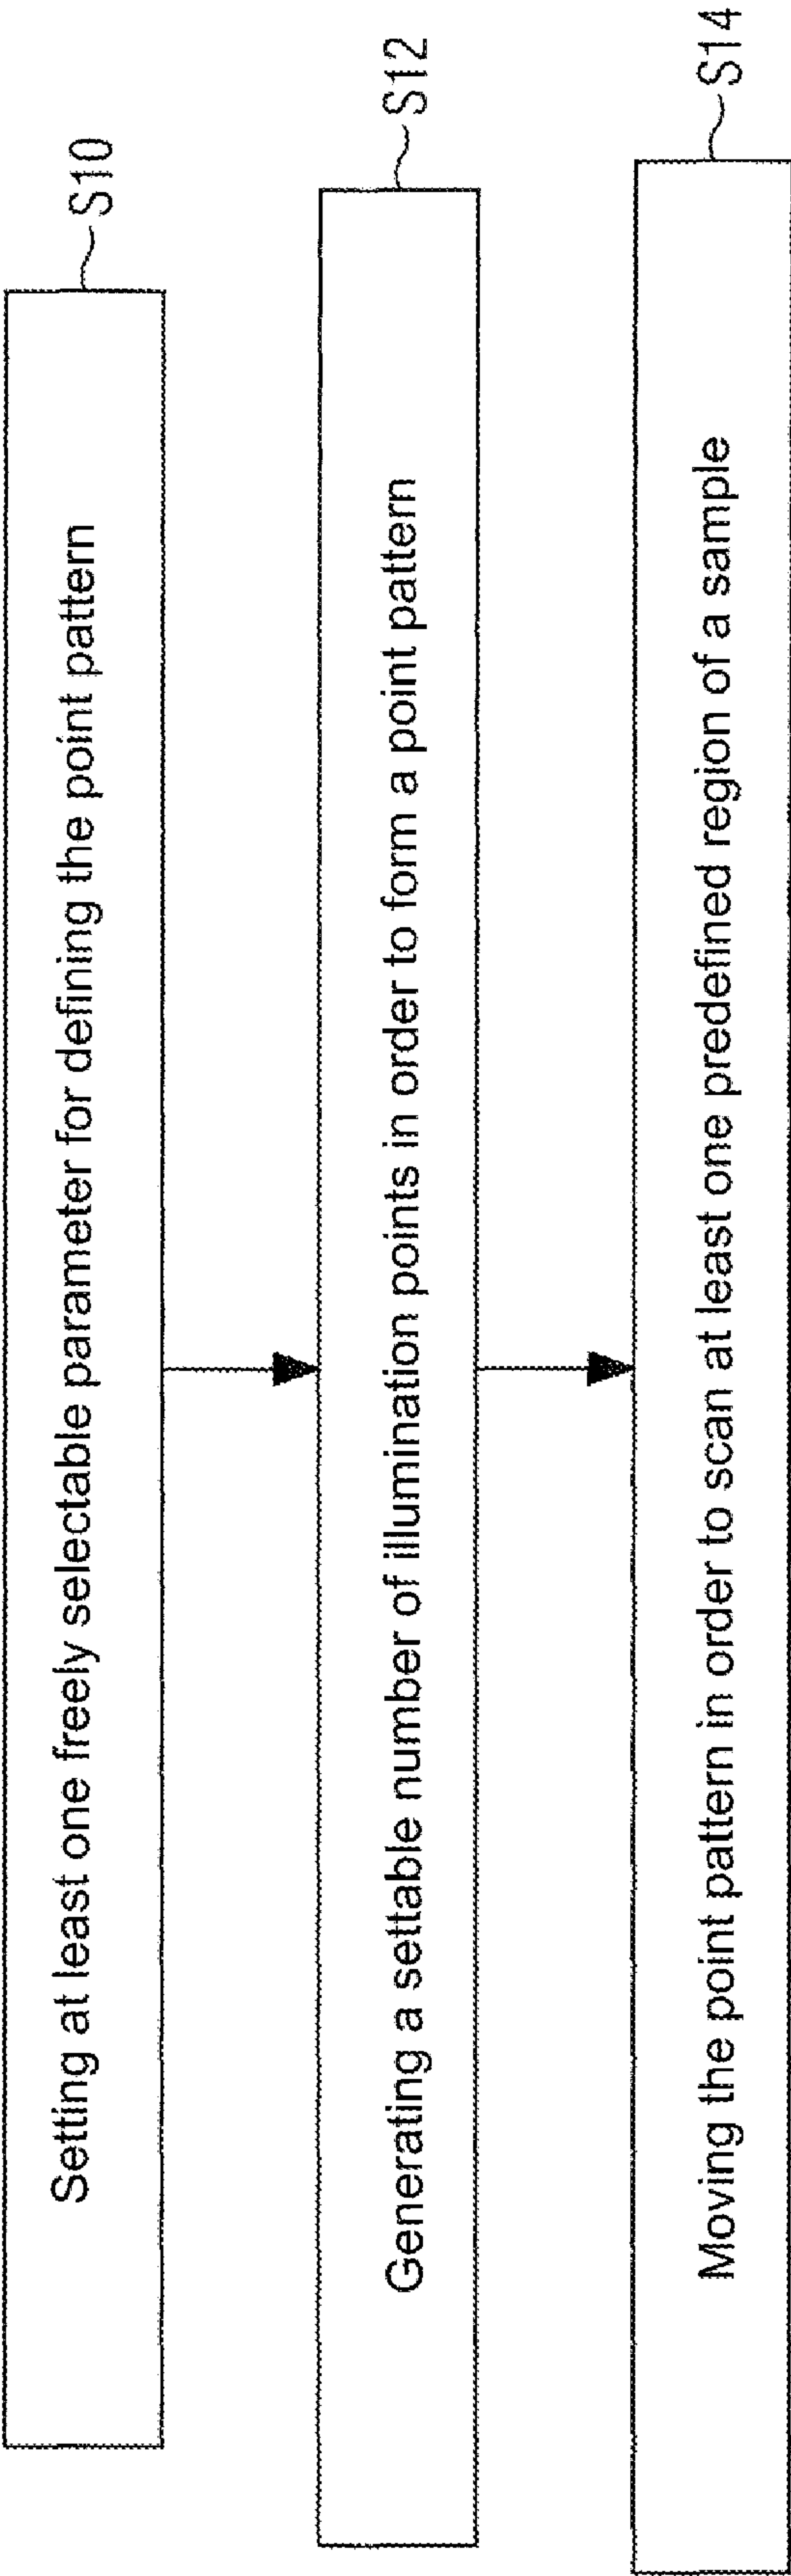 Setting at least one freely selectable parameter for defining the point pattern
S10
Generating a settable number of illumination points in order to form a point pattern
S12
Moving the point pattern in order to scan at least one predefined region of a sample
S14